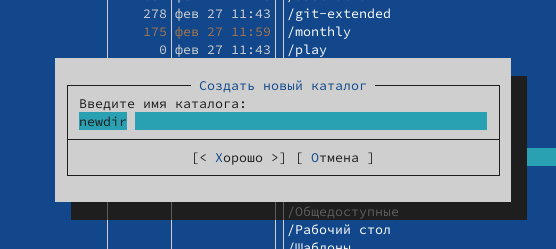 278 фев 27 11:43 /git-extended
175 фев 27 11:59 /monthly
0 фев 27 11:43 /play
Создать новый каталог
Введите имя каталога:
newdir
[< Хорошо >] [ Отмена ]
/Общедоступные
/Рабочий стол
/Шаблоны